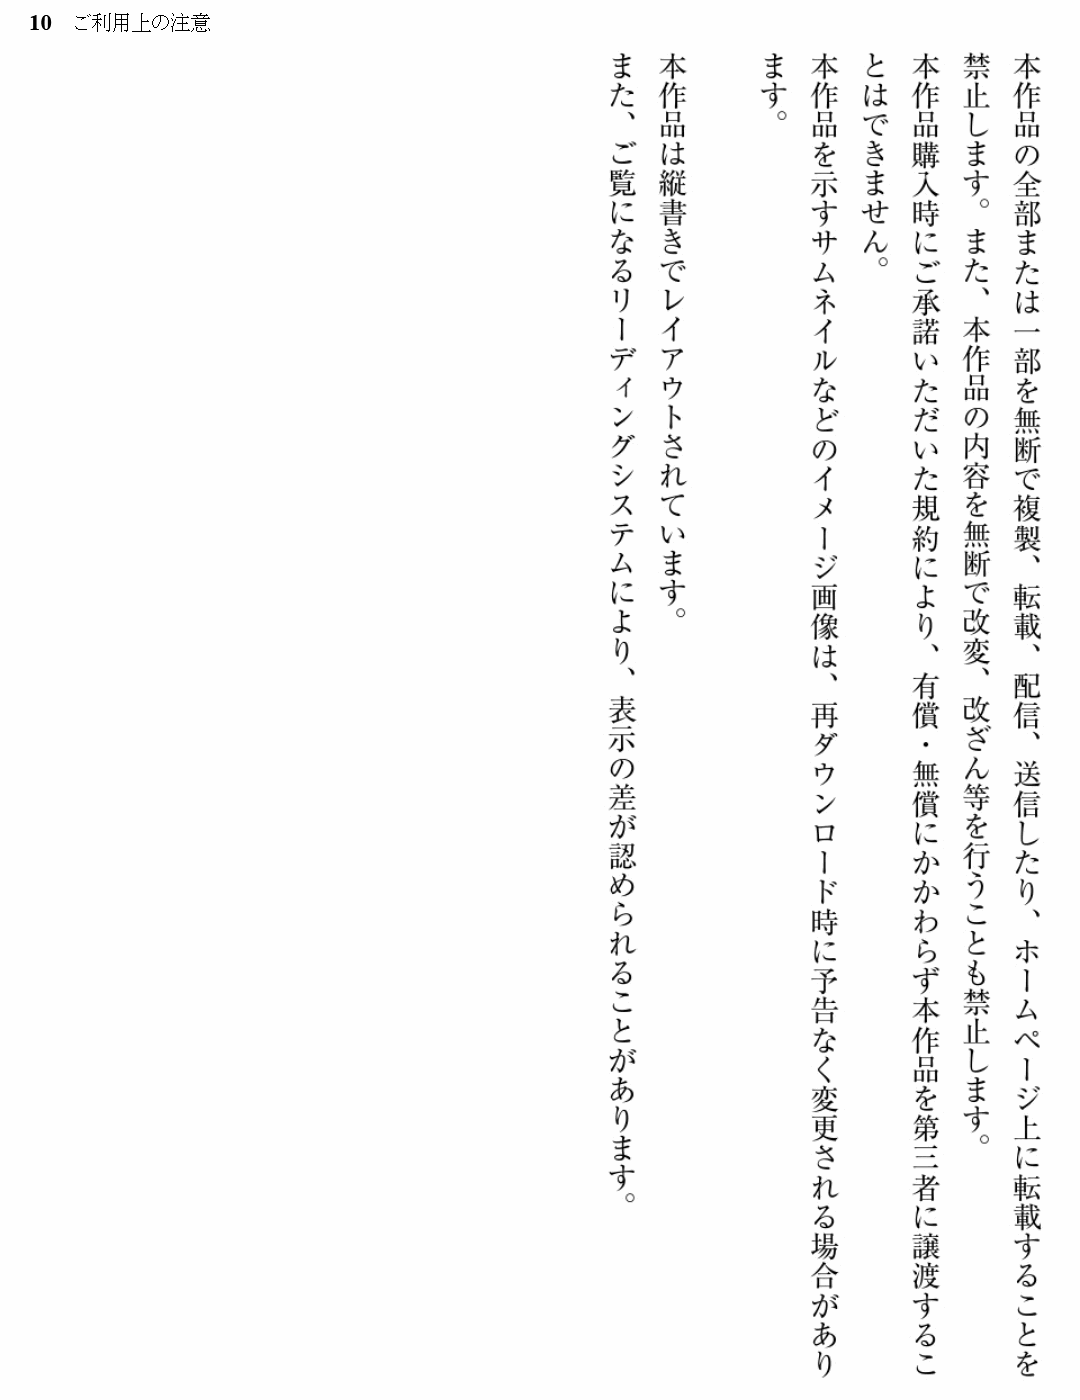 10 ご利用上の注意
本作品の全部または一部を無断で複製、転載、配信、送信したり、ホームページ上に転載することを
禁止します。また、本作品の内容を無断で改変、改ざん等を行うことも禁止します。
本作品購入時にご承諾いただいた規約により、有償・無償にかかわらず本作品を第三者に譲渡するこ
とはできません。
本作品を示すサムネイルなどのイメージ画像は、再ダウンロード時に予告なく変更される場合があり
ます。
本作品は縦書きでレイアウトされています。
また、ご覧になるリーディングシステムにより、表示の差が認められることがあります。